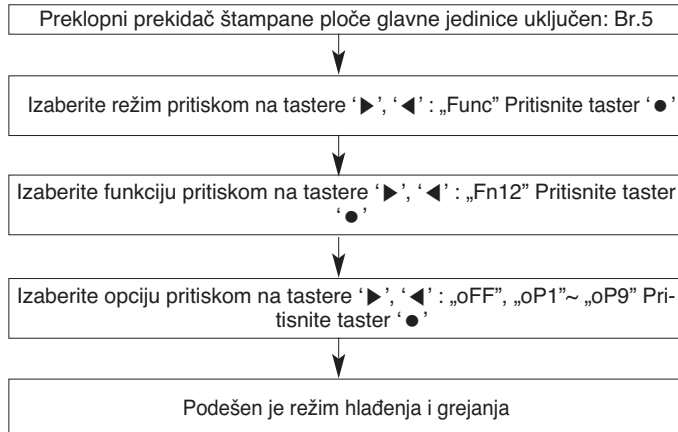 Preklopni prekidač štampane ploče glavne jedinice uključen: Br.5
Izaberite režim pritiskom na tastere ‘▶’, ‘◀’ : „Func” Pritisnite taster ‘●’
Izaberite funkciju pritiskom na tastere ‘▶’, ‘◀’ : „Fn12” Pritisnite taster
‘●’
Izaberite opciju pritiskom na tastere ‘▶’, ‘◀’ : „oFF”, „oP1”~ „oP9” Pri-
tisnite taster ‘●’
Podešen je režim hlađenja i grejanja